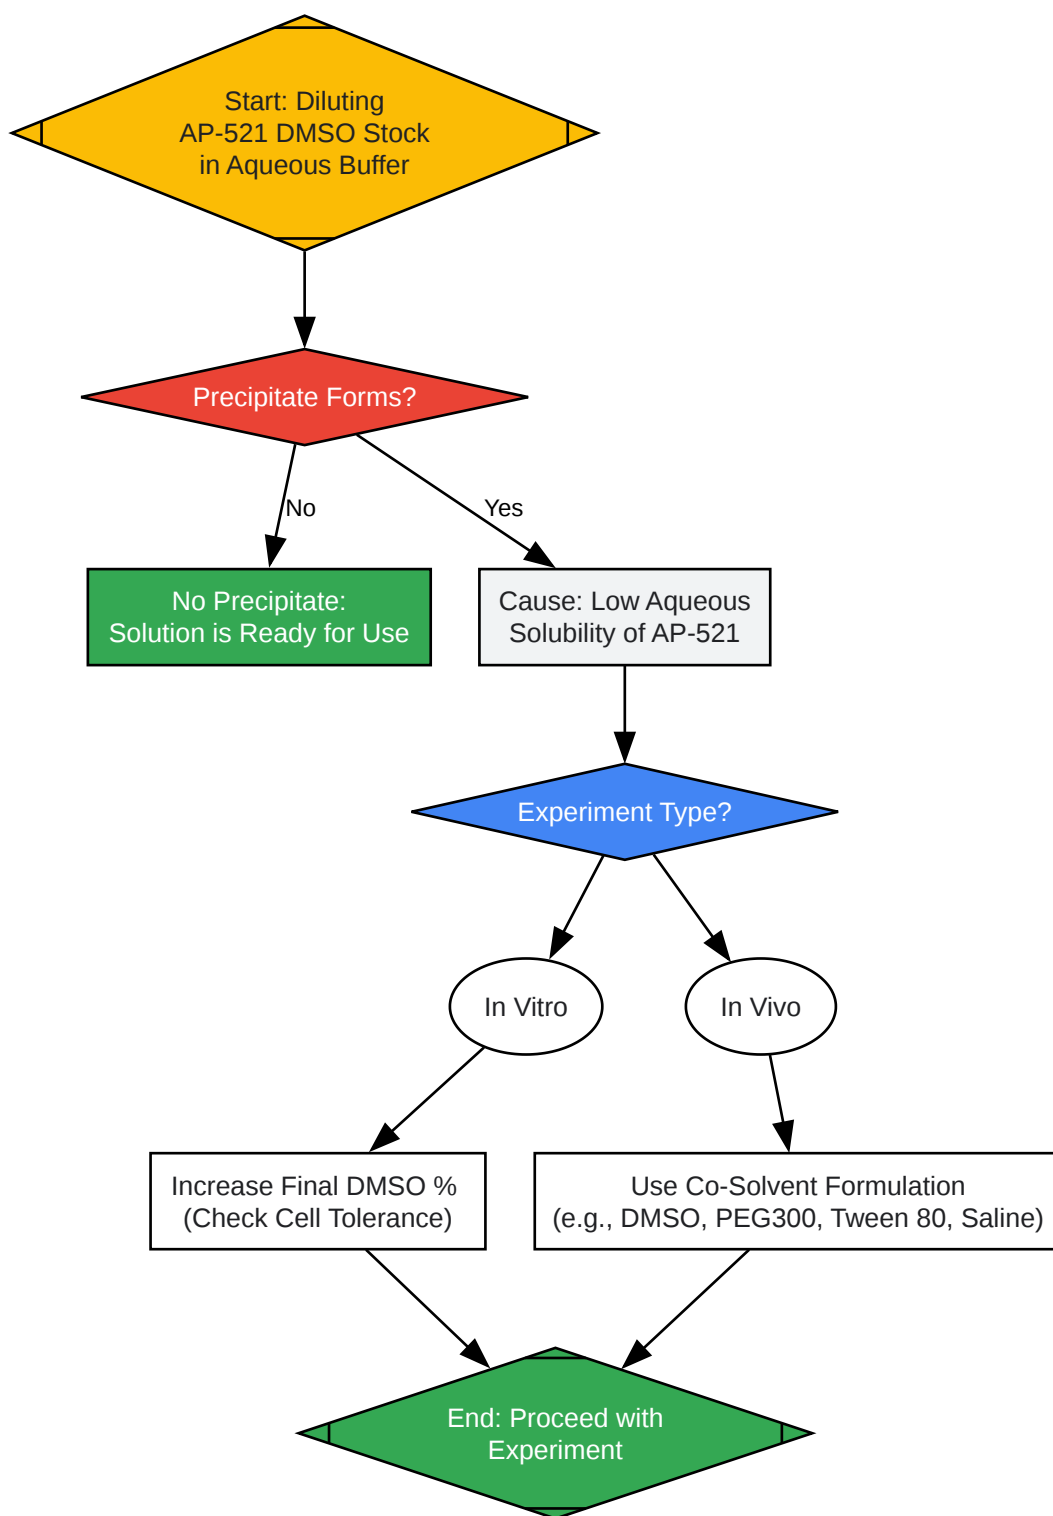 Start: Diluting
AP-521 DMSO Stock
in Aqueous Buffer
Precipitate Forms?
No
Yes
No Precipitate:
Solution is Ready for Use
Cause: Low Aqueous
Solubility of AP-521
Experiment Type?
In Vitro
In Vivo
Increase Final DMSO %
(Check Cell Tolerance)
Use Co-Solvent Formulation
(e.g., DMSO, PEG300, Tween 80, Saline)
End: Proceed with
Experiment